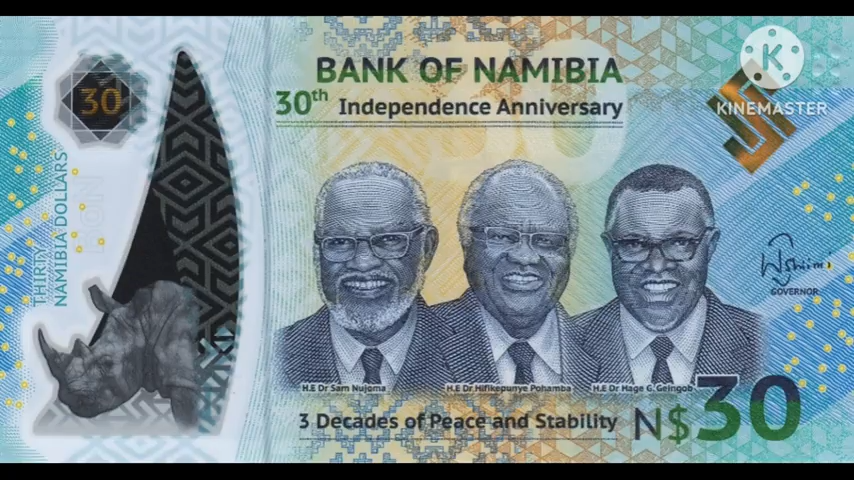 BANK OF NAMIBIA
30th Independence Anniversary
30
THIRTY
NAMIBIA DOLLARS
K
KINEMASTER
GOVERNOR
H.E Dr Sam Nujoma
H.E Dr Hifikepunye Pohamba
H.E Dr Hage G. Geingob
3 Decades of Peace and Stability
N$30